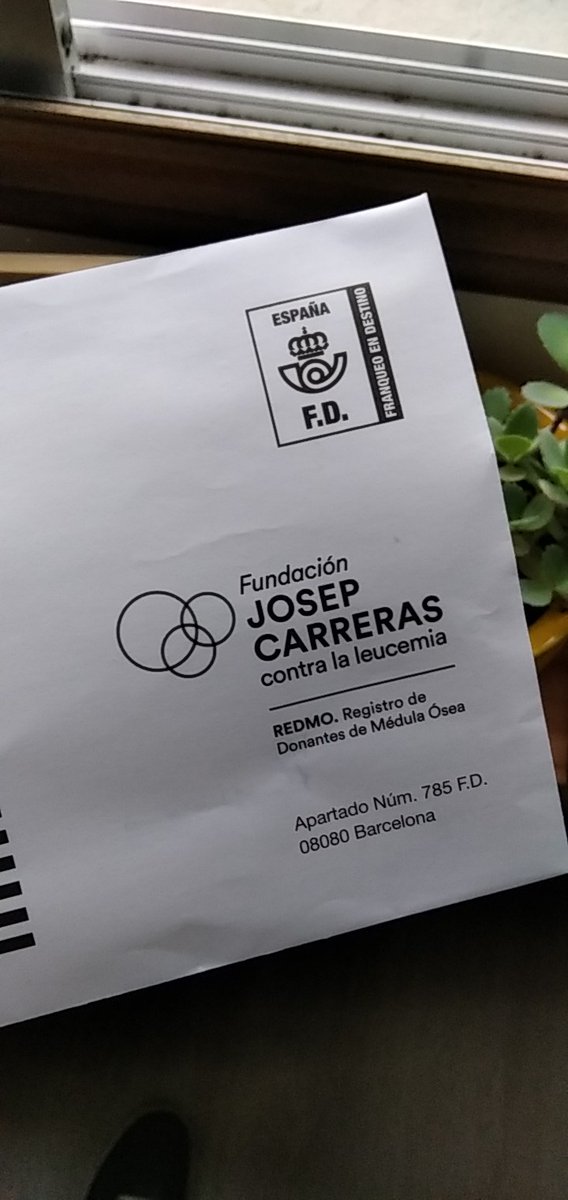 ESPAÑA
F.D.
FRANQUEO EN DESTINO
Fundación
JOSEP
CARRERAS
contra la leucemia
REDMO. Registro de
Donantes de Médula Ósea
Apartado Núm. 785 F.D.
08080 Barcelona